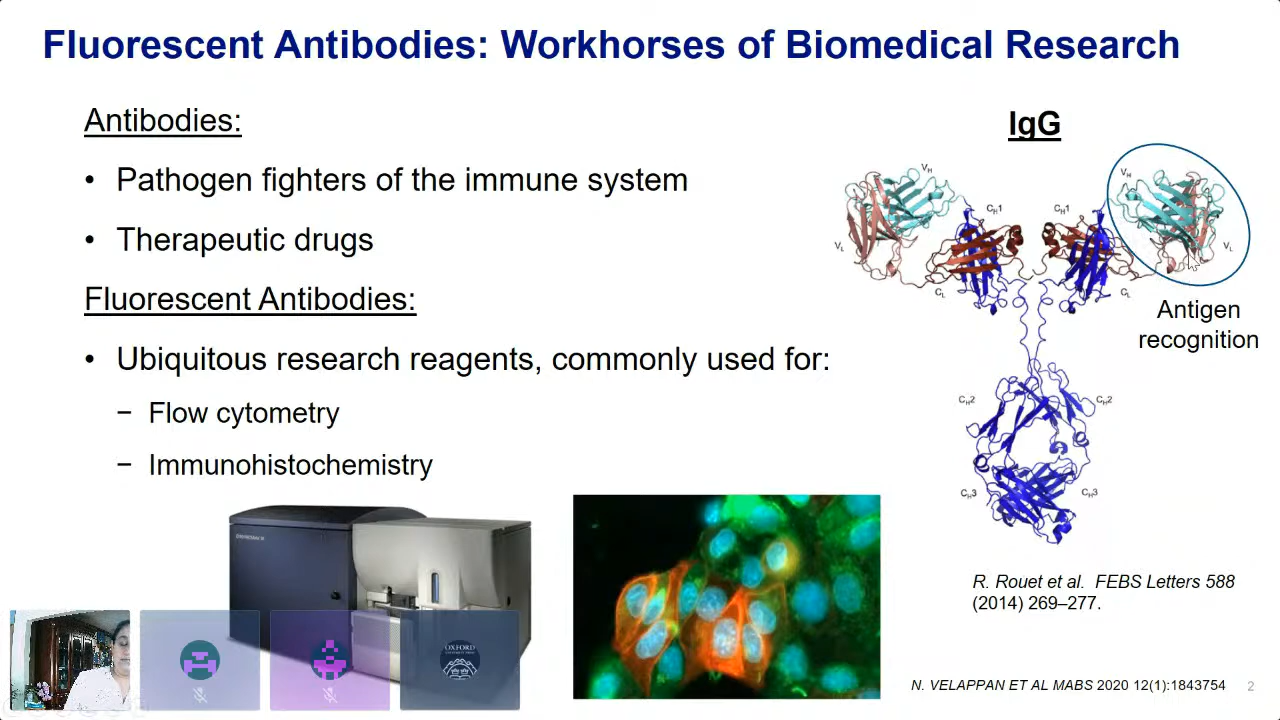 Fluorescent Antibodies: Workhorses of Biomedical Research
Antibodies:
• Pathogen fighters of the immune system
• Therapeutic drugs
Fluorescent Antibodies:
• Ubiquitous research reagents, commonly used for:
− Flow cytometry
− Immunohistochemistry
IgG
VH
VH
CH1
CH1
VL
VL
CL
CL
Antigen
recognition
CH2
CH2
CH3
CH3
R. Rouet et al. FEBS Letters 588
(2014) 269–277.
OXFORD
N. VELAPPAN ET AL MABS 2020 12(1):1843754
2